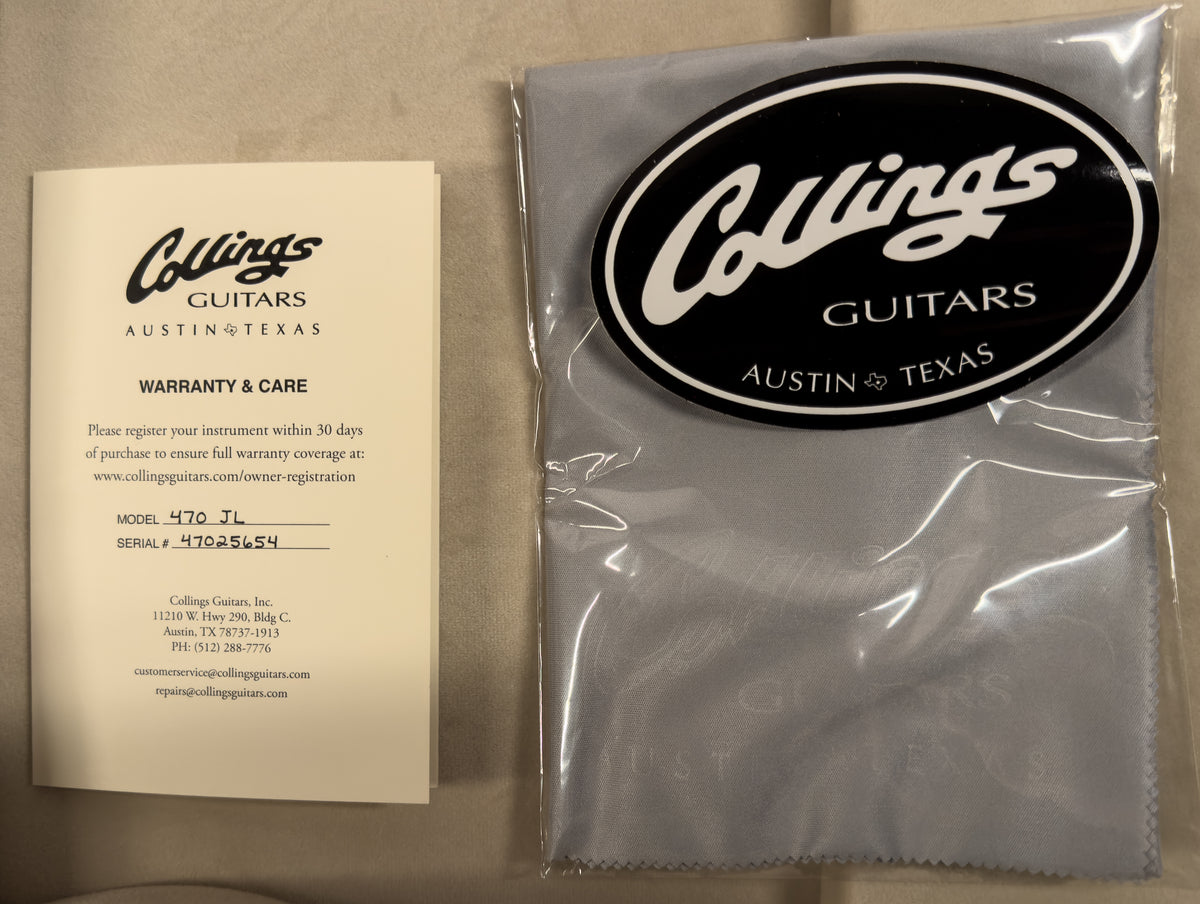 Collings
GUITARS
AUSTIN TEXAS
WARRANTY & CARE
Please register your instrument within 30 days
of purchase to ensure full warranty coverage at:
www.collingsguitars.com/owner-registration
MODEL 470 JL
SERIAL # 47025654
Collings Guitars, Inc.
11210 W. Hwy 290, Bldg C.
Austin, TX 78737-1913
PH: (512) 288-7776
customerservice@collingsguitars.com
repairs@collingsguitars.com
Collings
GUITARS
AUSTIN TEXAS